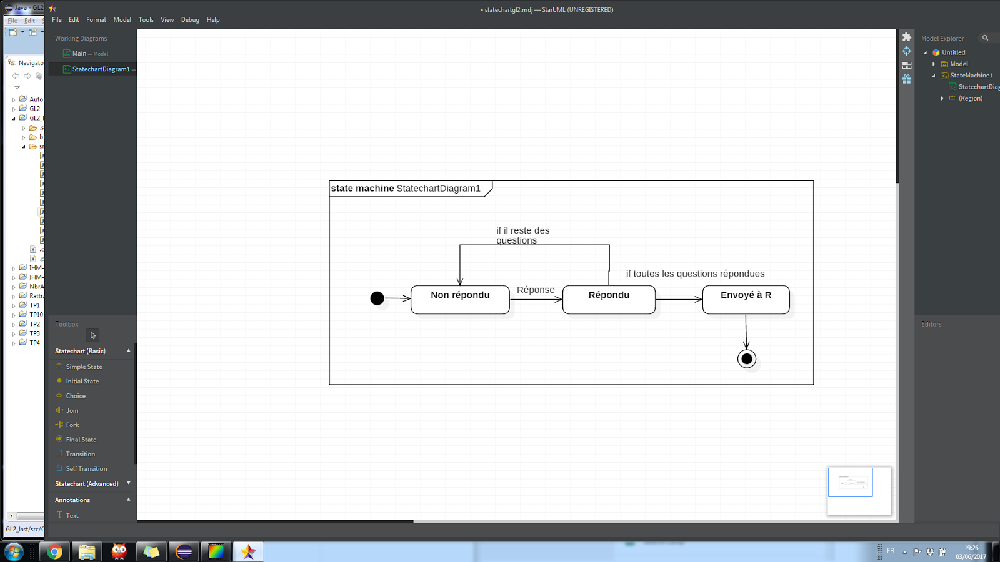 Java - GL2
• statechartgl2.mdj — StarUML (UNREGISTERED)
File Edit
File Edit Format Model Tools View Debug Help
Navigato
Auton
GL2
GL2_l
.s
bi
sr
.c
.p
IHM-
IHM-
NbrA
Rattra
TP1
TP10
TP2
TP3
TP4
GL2_last/src/C
Working Diagrams
Main — Model
StatechartDiagram1 —
Toolbox
Statechart (Basic)
Simple State
Initial State
Choice
Join
Fork
Final State
Transition
Self Transition
Statechart (Advanced)
Annotations
Text
state machine StatechartDiagram1
if il reste des
questions
if toutes les questions répondues
Non répondu
Réponse
Répondu
Envoyé à R
Model Explorer
Untitled
Model
StateMachine1
StatechartDiag
(Region)
Editors
FR
19:26
03/06/2017